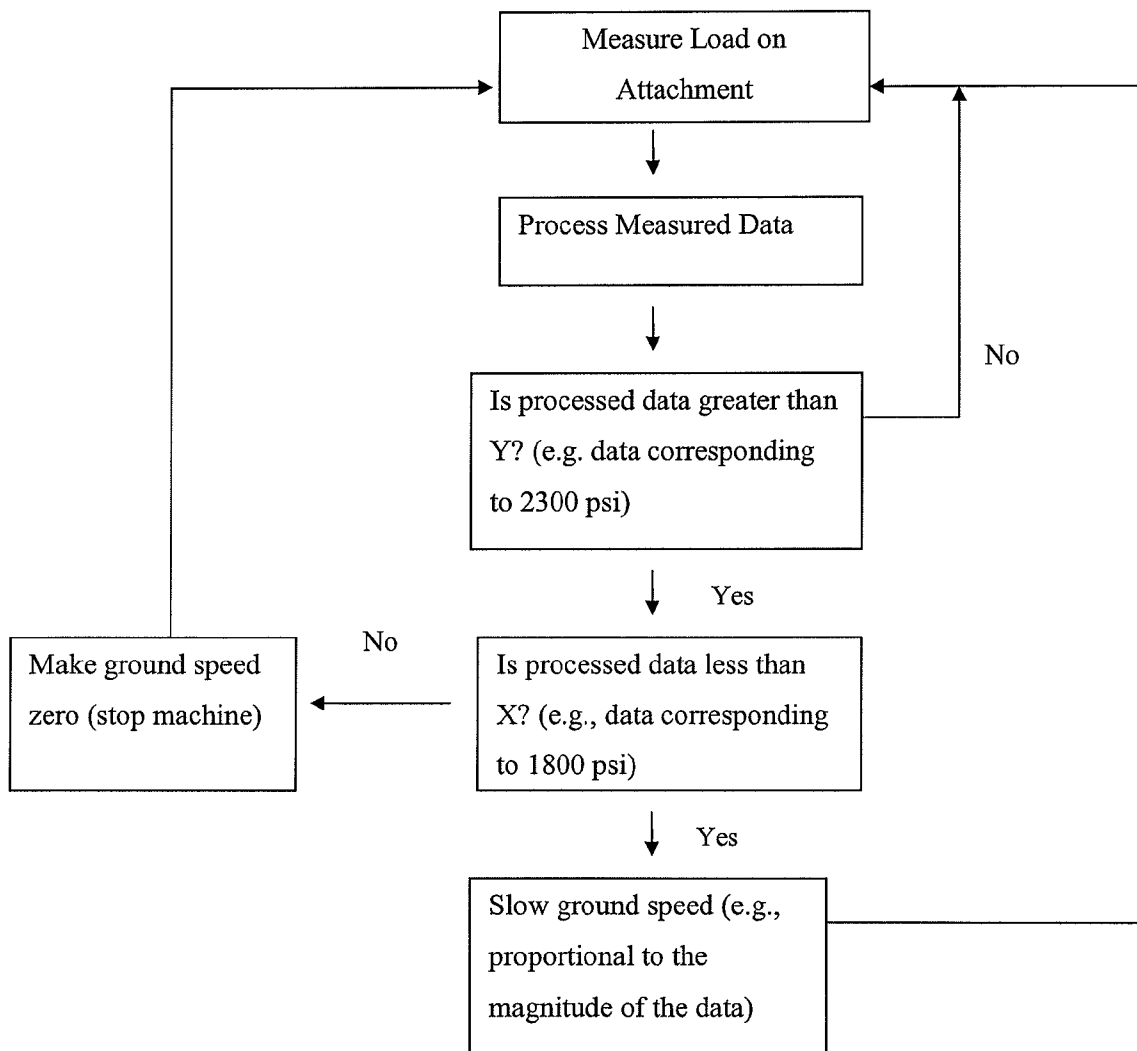 Measure Load on
Attachment
Process Measured Data
No
Is processed data greater than
Y? (e.g. data corresponding
to 2300 psi)
Yes
No
Make ground speed
zero (stop machine)
Is processed data less than
X? (e.g., data corresponding
to 1800 psi)
Yes
Slow ground speed (e.g.,
proportional to the
magnitude of the data)